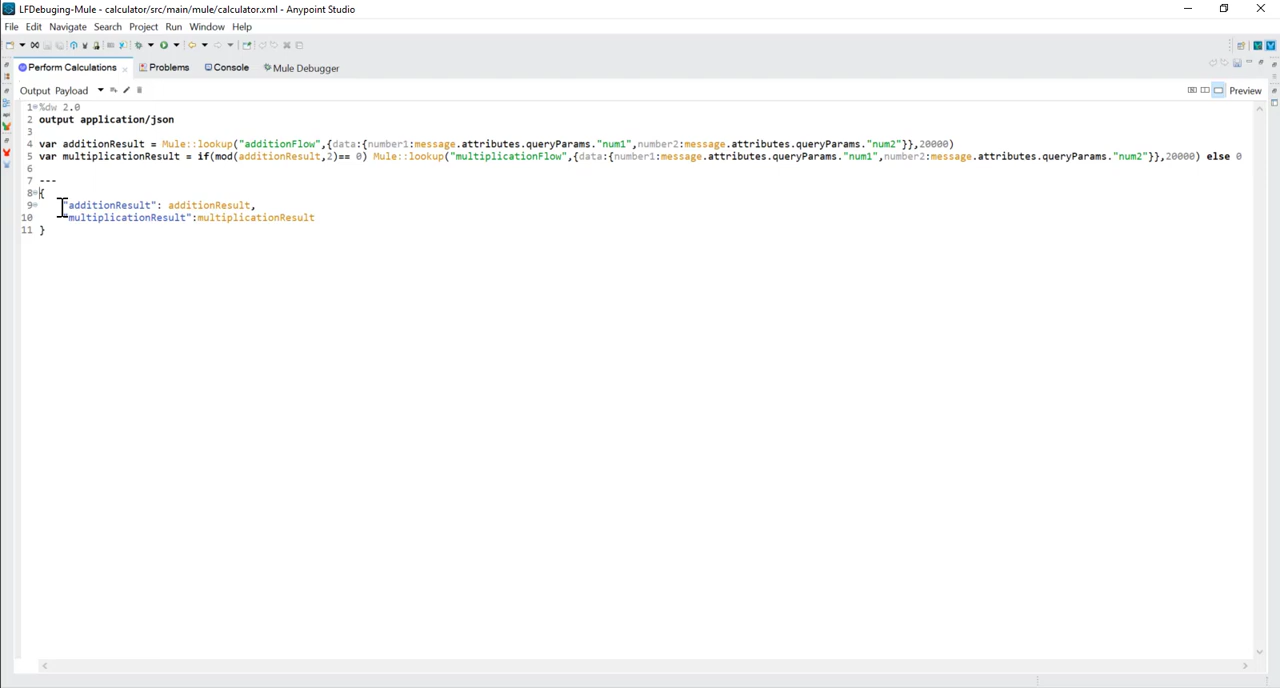 LFDebuging-Mule - calculator/src/main/mule/calculator.xml - Anypoint Studio
File Edit Navigate Search Project Run Window Help
Perform Calculations Problems Console Mule Debugger
Output Payload Preview
1 %dw 2.0
2 output application/json
3
4 var additionResult = Mule::lookup("additionFlow",{data:{number1:message.attributes.queryParams."num1",number2:message.attributes.queryParams."num2"}},20000)
5 var multiplicationResult = if(mod(additionResult,2)== 0) Mule::lookup("multiplicationFlow",{data:{number1:message.attributes.queryParams."num1",number2:message.attributes.queryParams."num2"}},20000) else 0
6
7 ---
8 {
9 "additionResult": additionResult,
10 "multiplicationResult":multiplicationResult
11 }